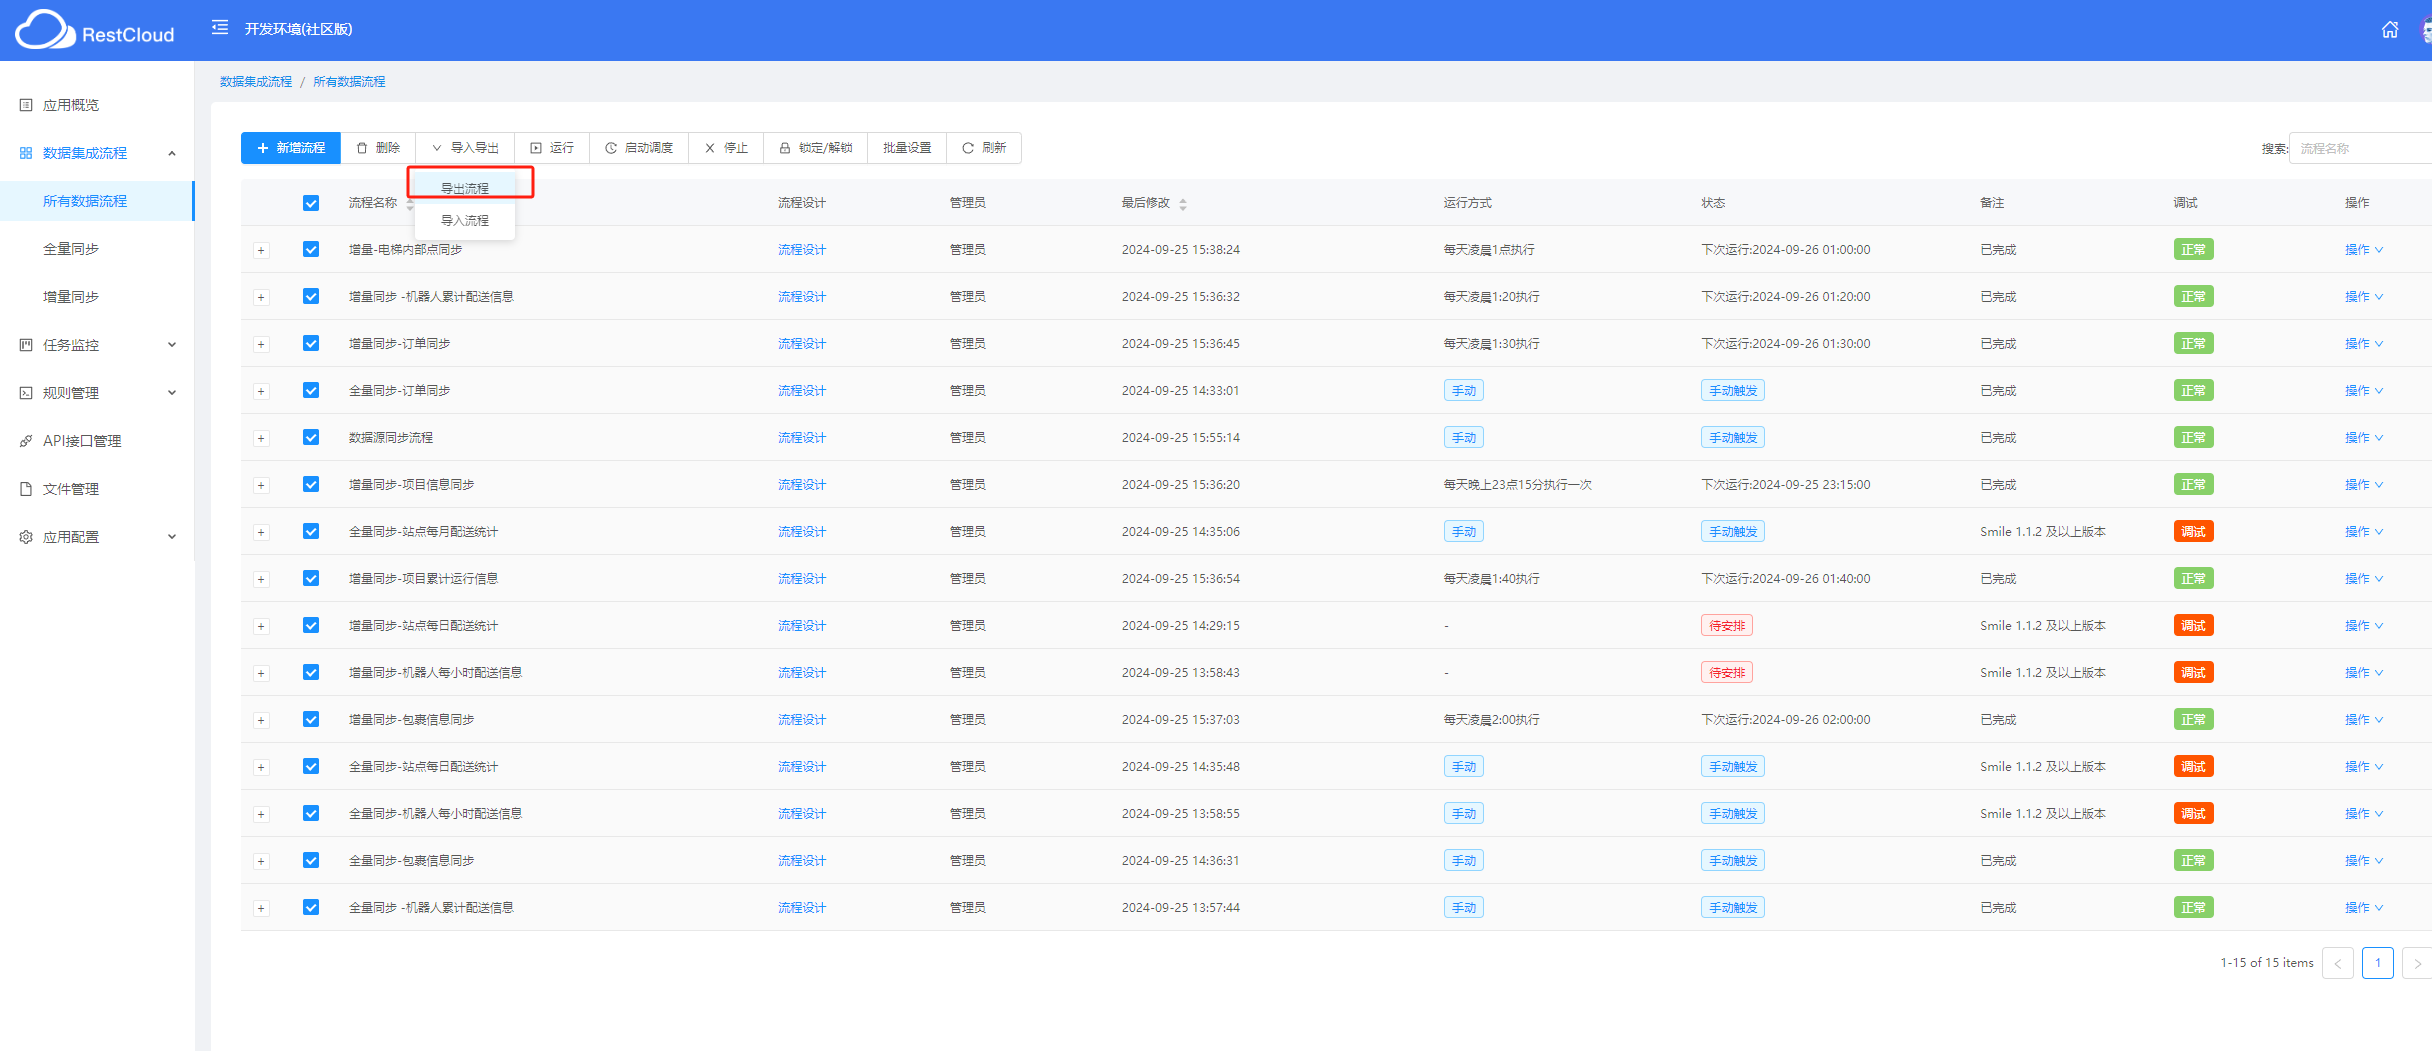 RestCloud
开发环境(社区版)
应用概览
数据集成流程
所有数据流程
全量同步
增量同步
任务监控
规则管理
API接口管理
文件管理
应用配置
数据集成流程 / 所有数据流程
新增流程 删除 导入导出 运行 启动调度 停止 锁定/解锁 批量设置 刷新
搜索: 流程名称
导出流程
导入流程
流程名称 流程设计 管理员 最后修改 运行方式 状态 备注 调试 操作
增量-电梯内部点同步 流程设计 管理员 2024-09-25 15:38:24 每天凌晨1点执行 下次运行:2024-09-26 01:00:00 已完成 正常 操作
增量同步 -机器人累计配送信息 流程设计 管理员 2024-09-25 15:36:32 每天凌晨1:20执行 下次运行:2024-09-26 01:20:00 已完成 正常 操作
增量同步-订单同步 流程设计 管理员 2024-09-25 15:36:45 每天凌晨1:30执行 下次运行:2024-09-26 01:30:00 已完成 正常 操作
全量同步-订单同步 流程设计 管理员 2024-09-25 14:33:01 手动 手动触发 已完成 正常 操作
数据源同步流程 流程设计 管理员 2024-09-25 15:55:14 手动 手动触发 已完成 正常 操作
增量同步-项目信息同步 流程设计 管理员 2024-09-25 15:36:20 每天晚上23点15分执行一次 下次运行:2024-09-25 23:15:00 已完成 正常 操作
全量同步-站点每月配送统计 流程设计 管理员 2024-09-25 14:35:06 手动 手动触发 Smile 1.1.2 及以上版本 调试 操作
增量同步-项目累计运行信息 流程设计 管理员 2024-09-25 15:36:54 每天凌晨1:40执行 下次运行:2024-09-26 01:40:00 已完成 正常 操作
增量同步-站点每日配送统计 流程设计 管理员 2024-09-25 14:29:15 - 待安排 Smile 1.1.2 及以上版本 调试 操作
增量同步-机器人每小时配送信息 流程设计 管理员 2024-09-25 13:58:43 - 待安排 Smile 1.1.2 及以上版本 调试 操作
增量同步-包裹信息同步 流程设计 管理员 2024-09-25 15:37:03 每天凌晨2:00执行 下次运行:2024-09-26 02:00:00 已完成 正常 操作
全量同步-站点每日配送统计 流程设计 管理员 2024-09-25 14:35:48 手动 手动触发 Smile 1.1.2 及以上版本 调试 操作
全量同步-机器人每小时配送信息 流程设计 管理员 2024-09-25 13:58:55 手动 手动触发 Smile 1.1.2 及以上版本 调试 操作
全量同步-包裹信息同步 流程设计 管理员 2024-09-25 14:36:31 手动 手动触发 已完成 正常 操作
全量同步 -机器人累计配送信息 流程设计 管理员 2024-09-25 13:57:44 手动 手动触发 已完成 正常 操作
1-15 of 15 items 1